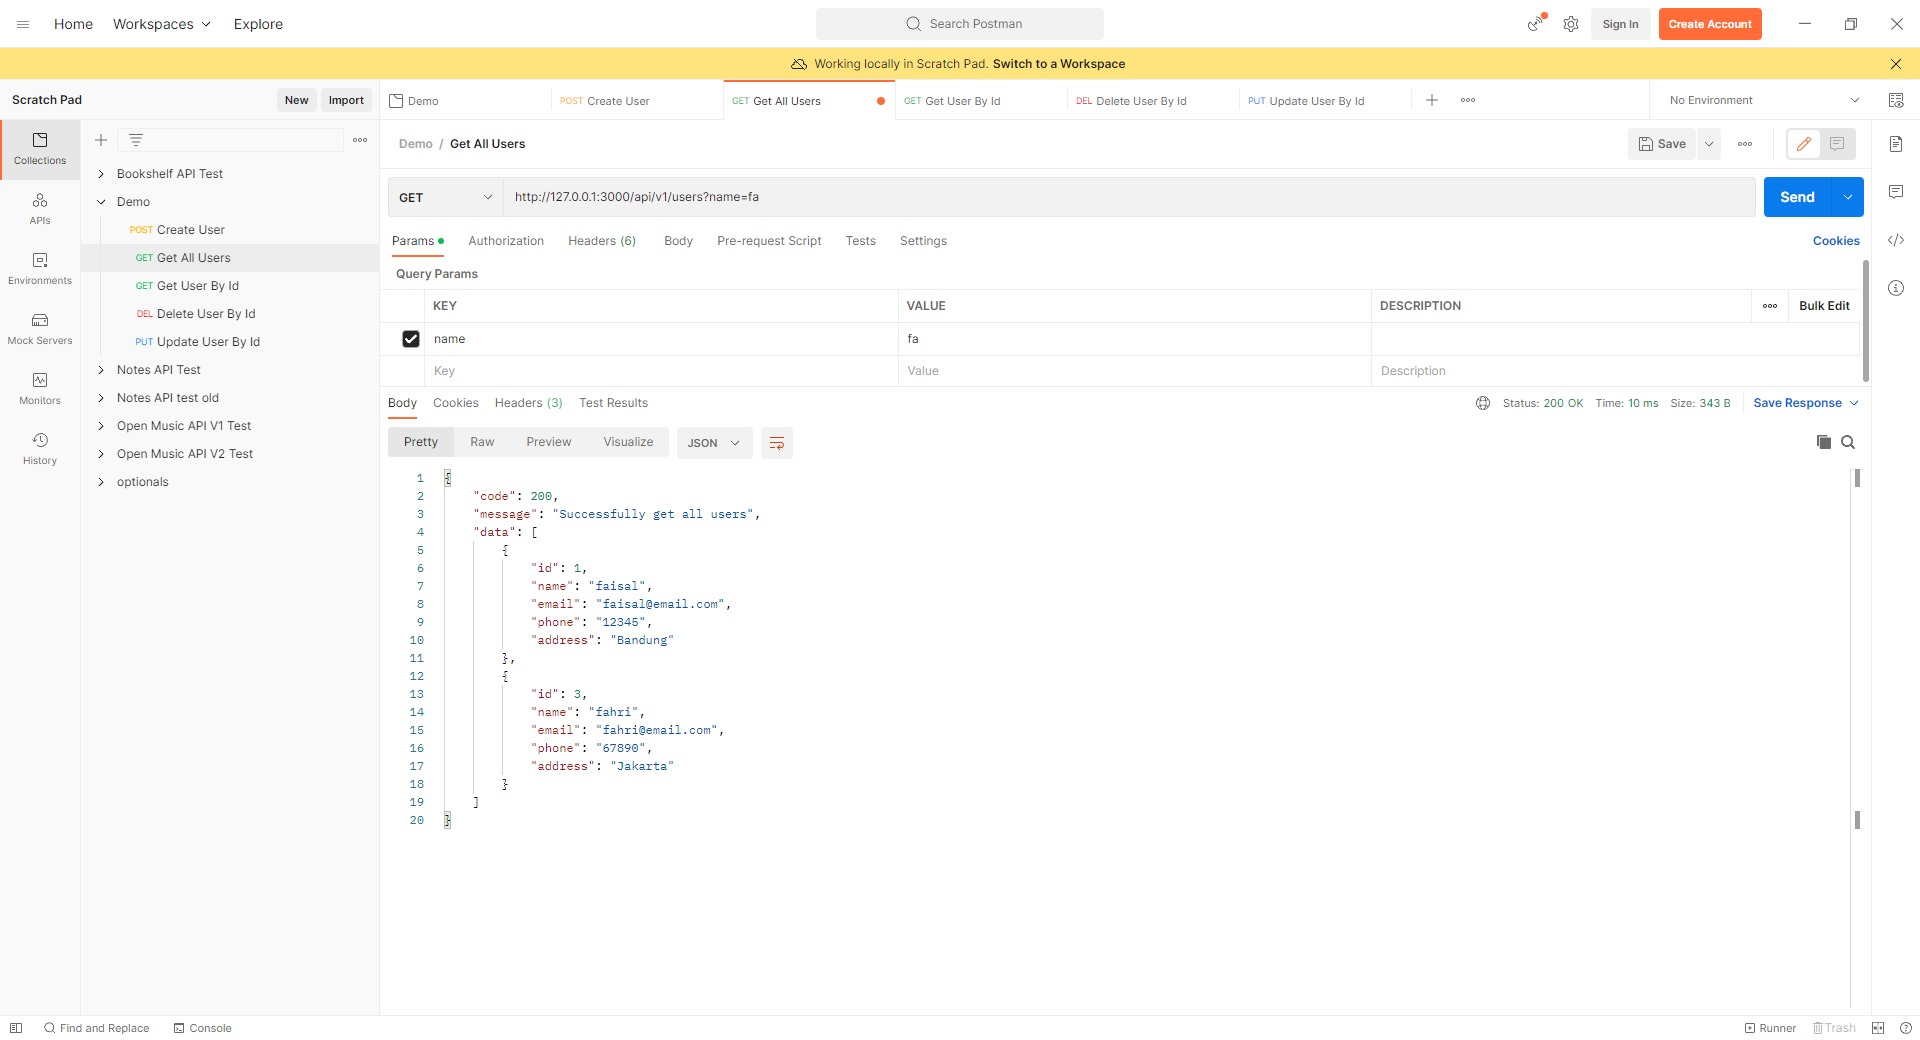 Home Workspaces Explore Search Postman Sign In Create Account
Working locally in Scratch Pad. Switch to a Workspace
Scratch Pad New Import Demo POST Create User GET Get All Users GET Get User By Id DEL Delete User By Id PUT Update User By Id No Environment
Demo / Get All Users Save
Collections
APIs
Environments
Mock Servers
Monitors
History
Bookshelf API Test
Demo
POST Create User
GET Get All Users
GET Get User By Id
DEL Delete User By Id
PUT Update User By Id
Notes API Test
Notes API test old
Open Music API V1 Test
Open Music API V2 Test
optionals
GET http://127.0.0.1:3000/api/v1/users?name=fa Send
Params Authorization Headers (6) Body Pre-request Script Tests Settings Cookies
Query Params
KEY VALUE DESCRIPTION Bulk Edit
name fa
Key Value Description
Body Cookies Headers (3) Test Results Status: 200 OK Time: 10 ms Size: 343 B Save Response
Pretty Raw Preview Visualize JSON
1 {
2 "code": 200,
3 "message": "Successfully get all users",
4 "data": [
5 {
6 "id": 1,
7 "name": "faisal",
8 "email": "faisal@email.com",
9 "phone": "12345",
10 "address": "Bandung"
11 },
12 {
13 "id": 3,
14 "name": "fahri",
15 "email": "fahri@email.com",
16 "phone": "67890",
17 "address": "Jakarta"
18 }
19 ]
20 }
Find and Replace Console Runner Trash